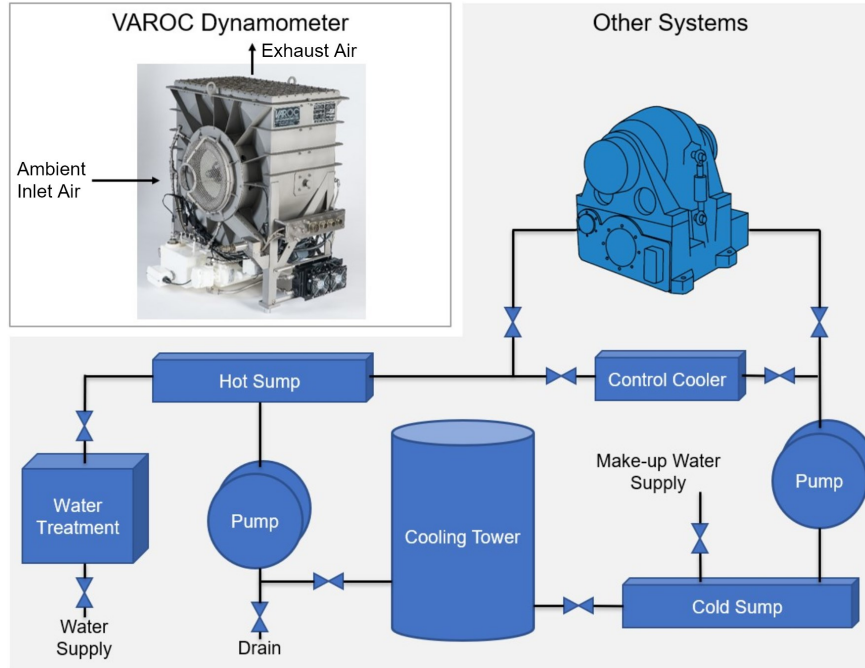 VAROC Dynamometer
Exhaust Air
Ambient
Inlet Air
VAROC
Other Systems
Hot Sump
Control Cooler
Water
Treatment
Pump
Cooling Tower
Make-up Water
Supply
Pump
Cold Sump
Water
Supply
Drain